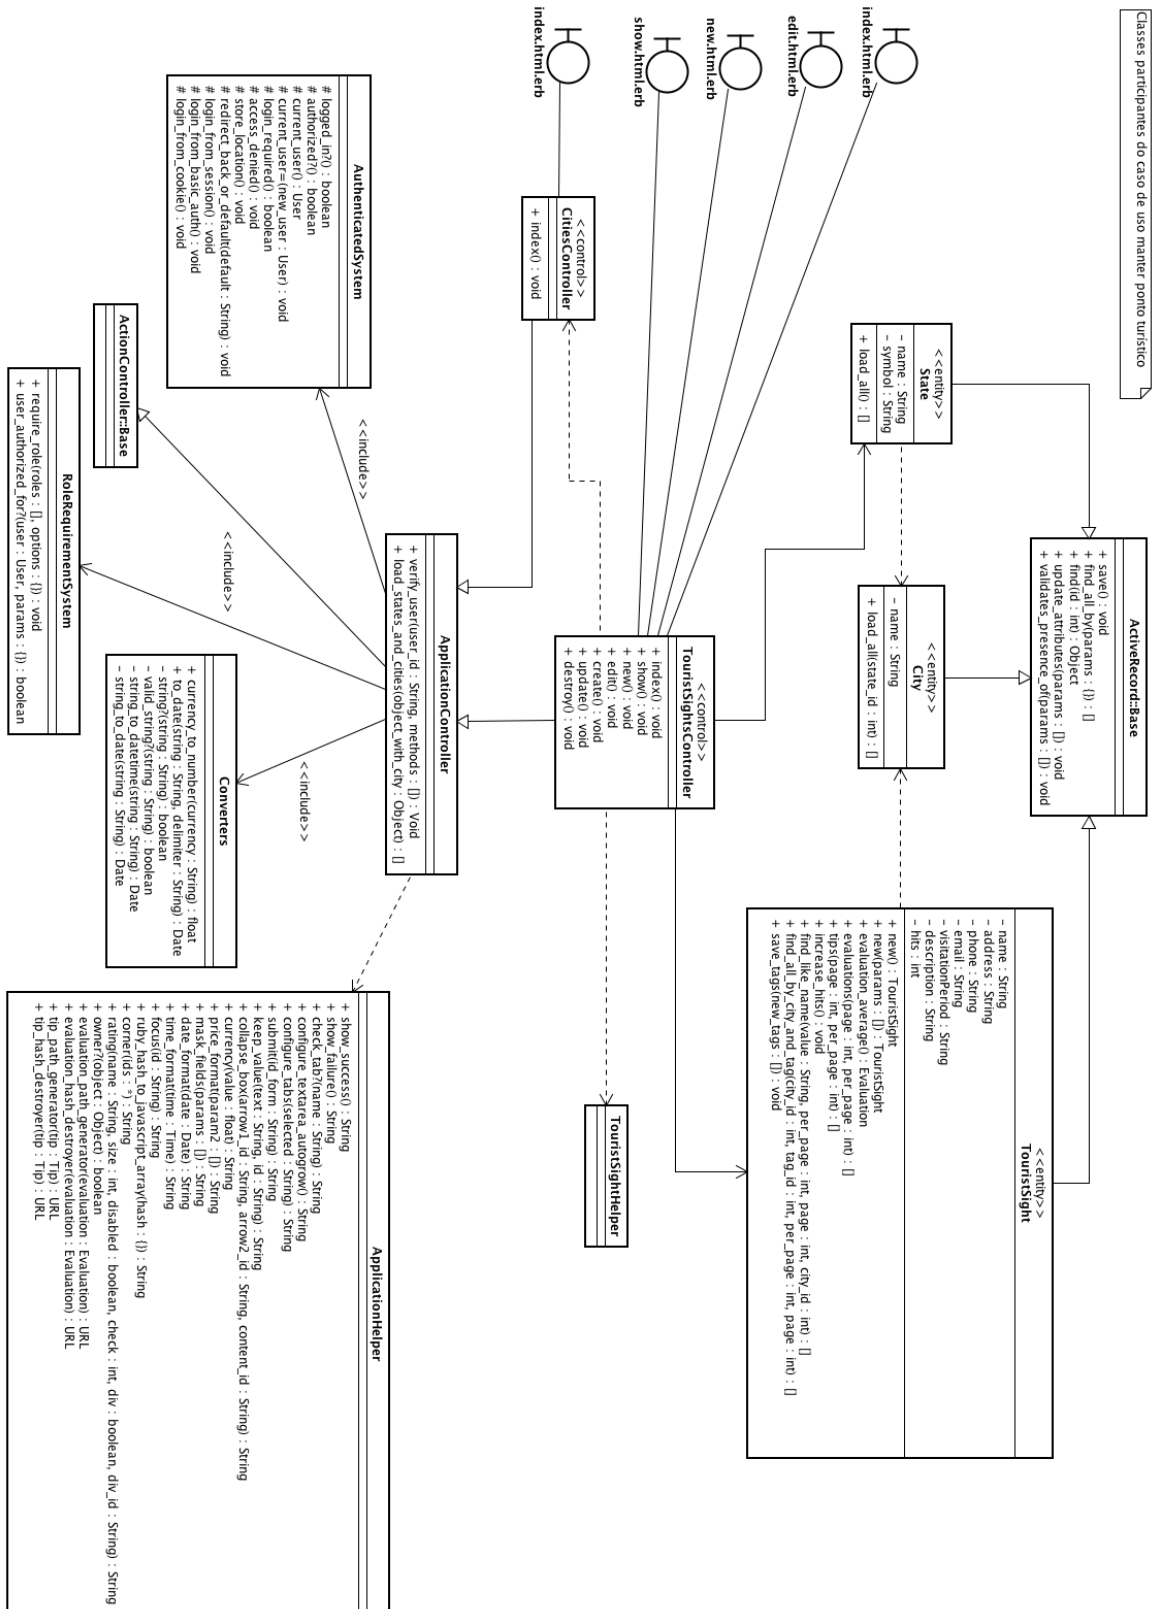 Classes participantes do caso de uso manter ponto turístico
index.html.erb
edit.html.erb
new.html.erb
show.html.erb
index.html.erb
<<entity>>
State
- name : String
- symbol : String
+ load_all() : []
ActiveRecord::Base
+ save() : void
+ find_all_by(params : {}) : []
+ find(id : int) : Object
+ update_attributes(params : []) : void
+ validates_presence_of(params : []) : void
<<entity>>
City
- name : String
+ load_all(state_id : int) : []
<<entity>>
TouristSight
- name : String
- address : String
- phone : String
- email : String
- visitationPeriod : String
- description : String
- hits : int
+ new() : TouristSight
+ new(params : []) : TouristSight
+ evaluation_average() : Evaluation
+ evaluations(page : int, per_page : int) : []
+ tips(page : int, per_page : int) : []
+ increase_hits() : void
+ find_like_name(value : String, per_page : int, page : int, city_id : int) : []
+ find_all_by_city_and_tag(city_id : int, tag_id : int, per_page : int, page : int) : []
+ save_tags(new_tags : []) : void
<<control>>
CitiesController
+ index() : void
<<control>>
TouristSightsController
+ index() : void
+ show() : void
+ new() : void
+ edit() : void
+ create() : void
+ update() : void
+ destroy() : void
TouristSightHelper
AuthenticatedSystem
# logged_in?() : boolean
# authorized?() : boolean
# current_user() : User
# current_user=(new_user : User) : void
# login_required() : boolean
# access_denied() : void
# store_location() : void
# redirect_back_or_default(default : String) : void
# login_from_session() : void
# login_from_basic_auth() : void
# login_from_cookie() : void
<<include>>
ApplicationController
+ verify_user(user_id : String, methods : []) : Void
+ load_states_and_cities(object_with_city : Object) : []
ActionController::Base
<<include>>
RoleRequirementSystem
+ require_role(roles : [], options : {}) : void
+ user_authorized_for?(user : User, params : {}) : boolean
<<include>>
Converters
+ currency_to_number(currency : String) : float
+ to_date(string : String, delimiter : String) : Date
- string?(string : String) : boolean
- valid_string?(string : String) : boolean
- string_to_datetime(string : String) : Date
- string_to_date(string : String) : Date
ApplicationHelper
+ show_success() : String
+ show_failure() : String
+ check_tab?(name : String) : String
+ configure_textarea_autogrow() : String
+ configure_tabs(selected : String) : String
+ submit(id_form : String) : String
+ keep_value(text : String, id : String) : String
+ collapse_box(arrow1_id : String, arrow2_id : String, content_id : String) : String
+ currency(value : float) : String
+ price_format(param2 : []) : String
+ mask_fields(params : []) : String
+ date_format(date : Date) : String
+ time_format(time : Time) : String
+ focus(id : String) : String
+ ruby_hash_to_javascript_array(hash : {}) : String
+ corner(ids : *) : String
+ rating(name : String, size : int, disabled : boolean, check : int, div : boolean, div_id : String) : String
+ owner?(object : Object) : boolean
+ evaluation_path_generator(evaluation : Evaluation) : URL
+ evaluation_hash_destroyer(evaluation : Evaluation) : URL
+ tip_path_generator(tip : Tip) : URL
+ tip_hash_destroyer(tip : Tip) : URL